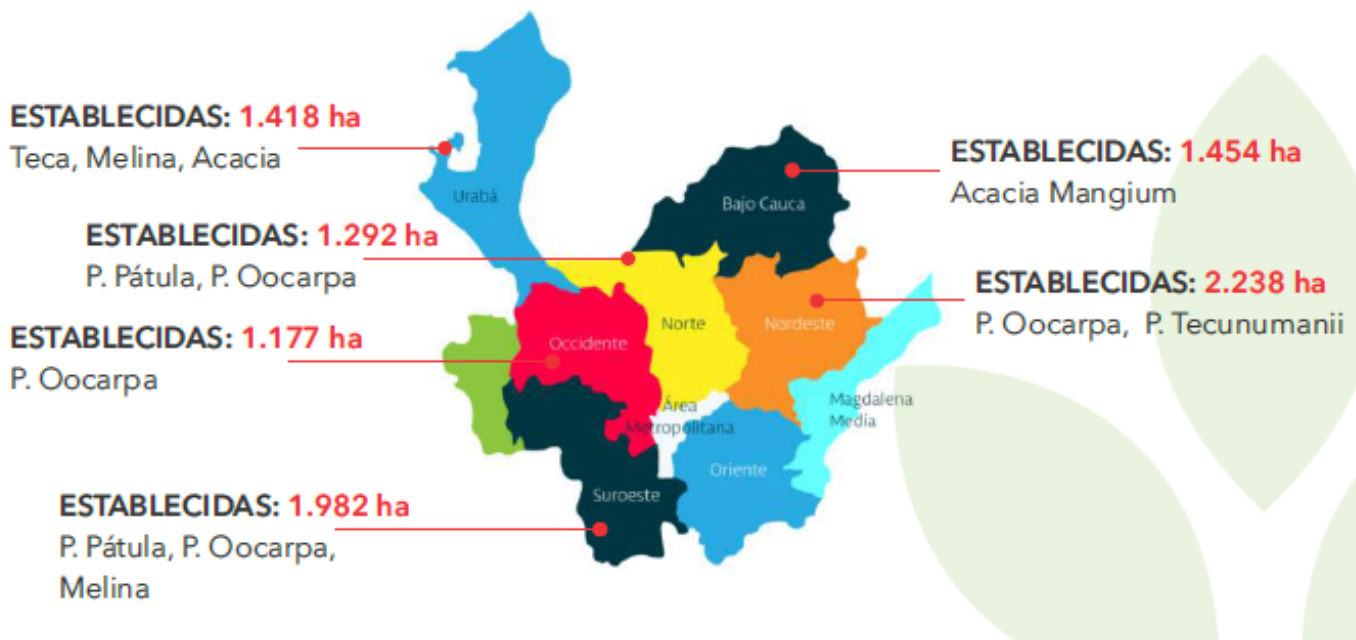 ESTABLECIDAS: 1.418 ha
Teca, Melina, Acacia
ESTABLECIDAS: 1.292 ha
P. Pátula, P. Oocarpa
ESTABLECIDAS: 1.177 ha
P. Oocarpa
ESTABLECIDAS: 1.982 ha
P. Pátula, P. Oocarpa,
Melina
Urabá
Bajo Cauca
Norte
Nordeste
Occidente
Área
Metropolitana
Magdalena
Media
Oriente
Suroeste
ESTABLECIDAS: 1.454 ha
Acacia Mangium
ESTABLECIDAS: 2.238 ha
P. Oocarpa, P. Tecunumanii